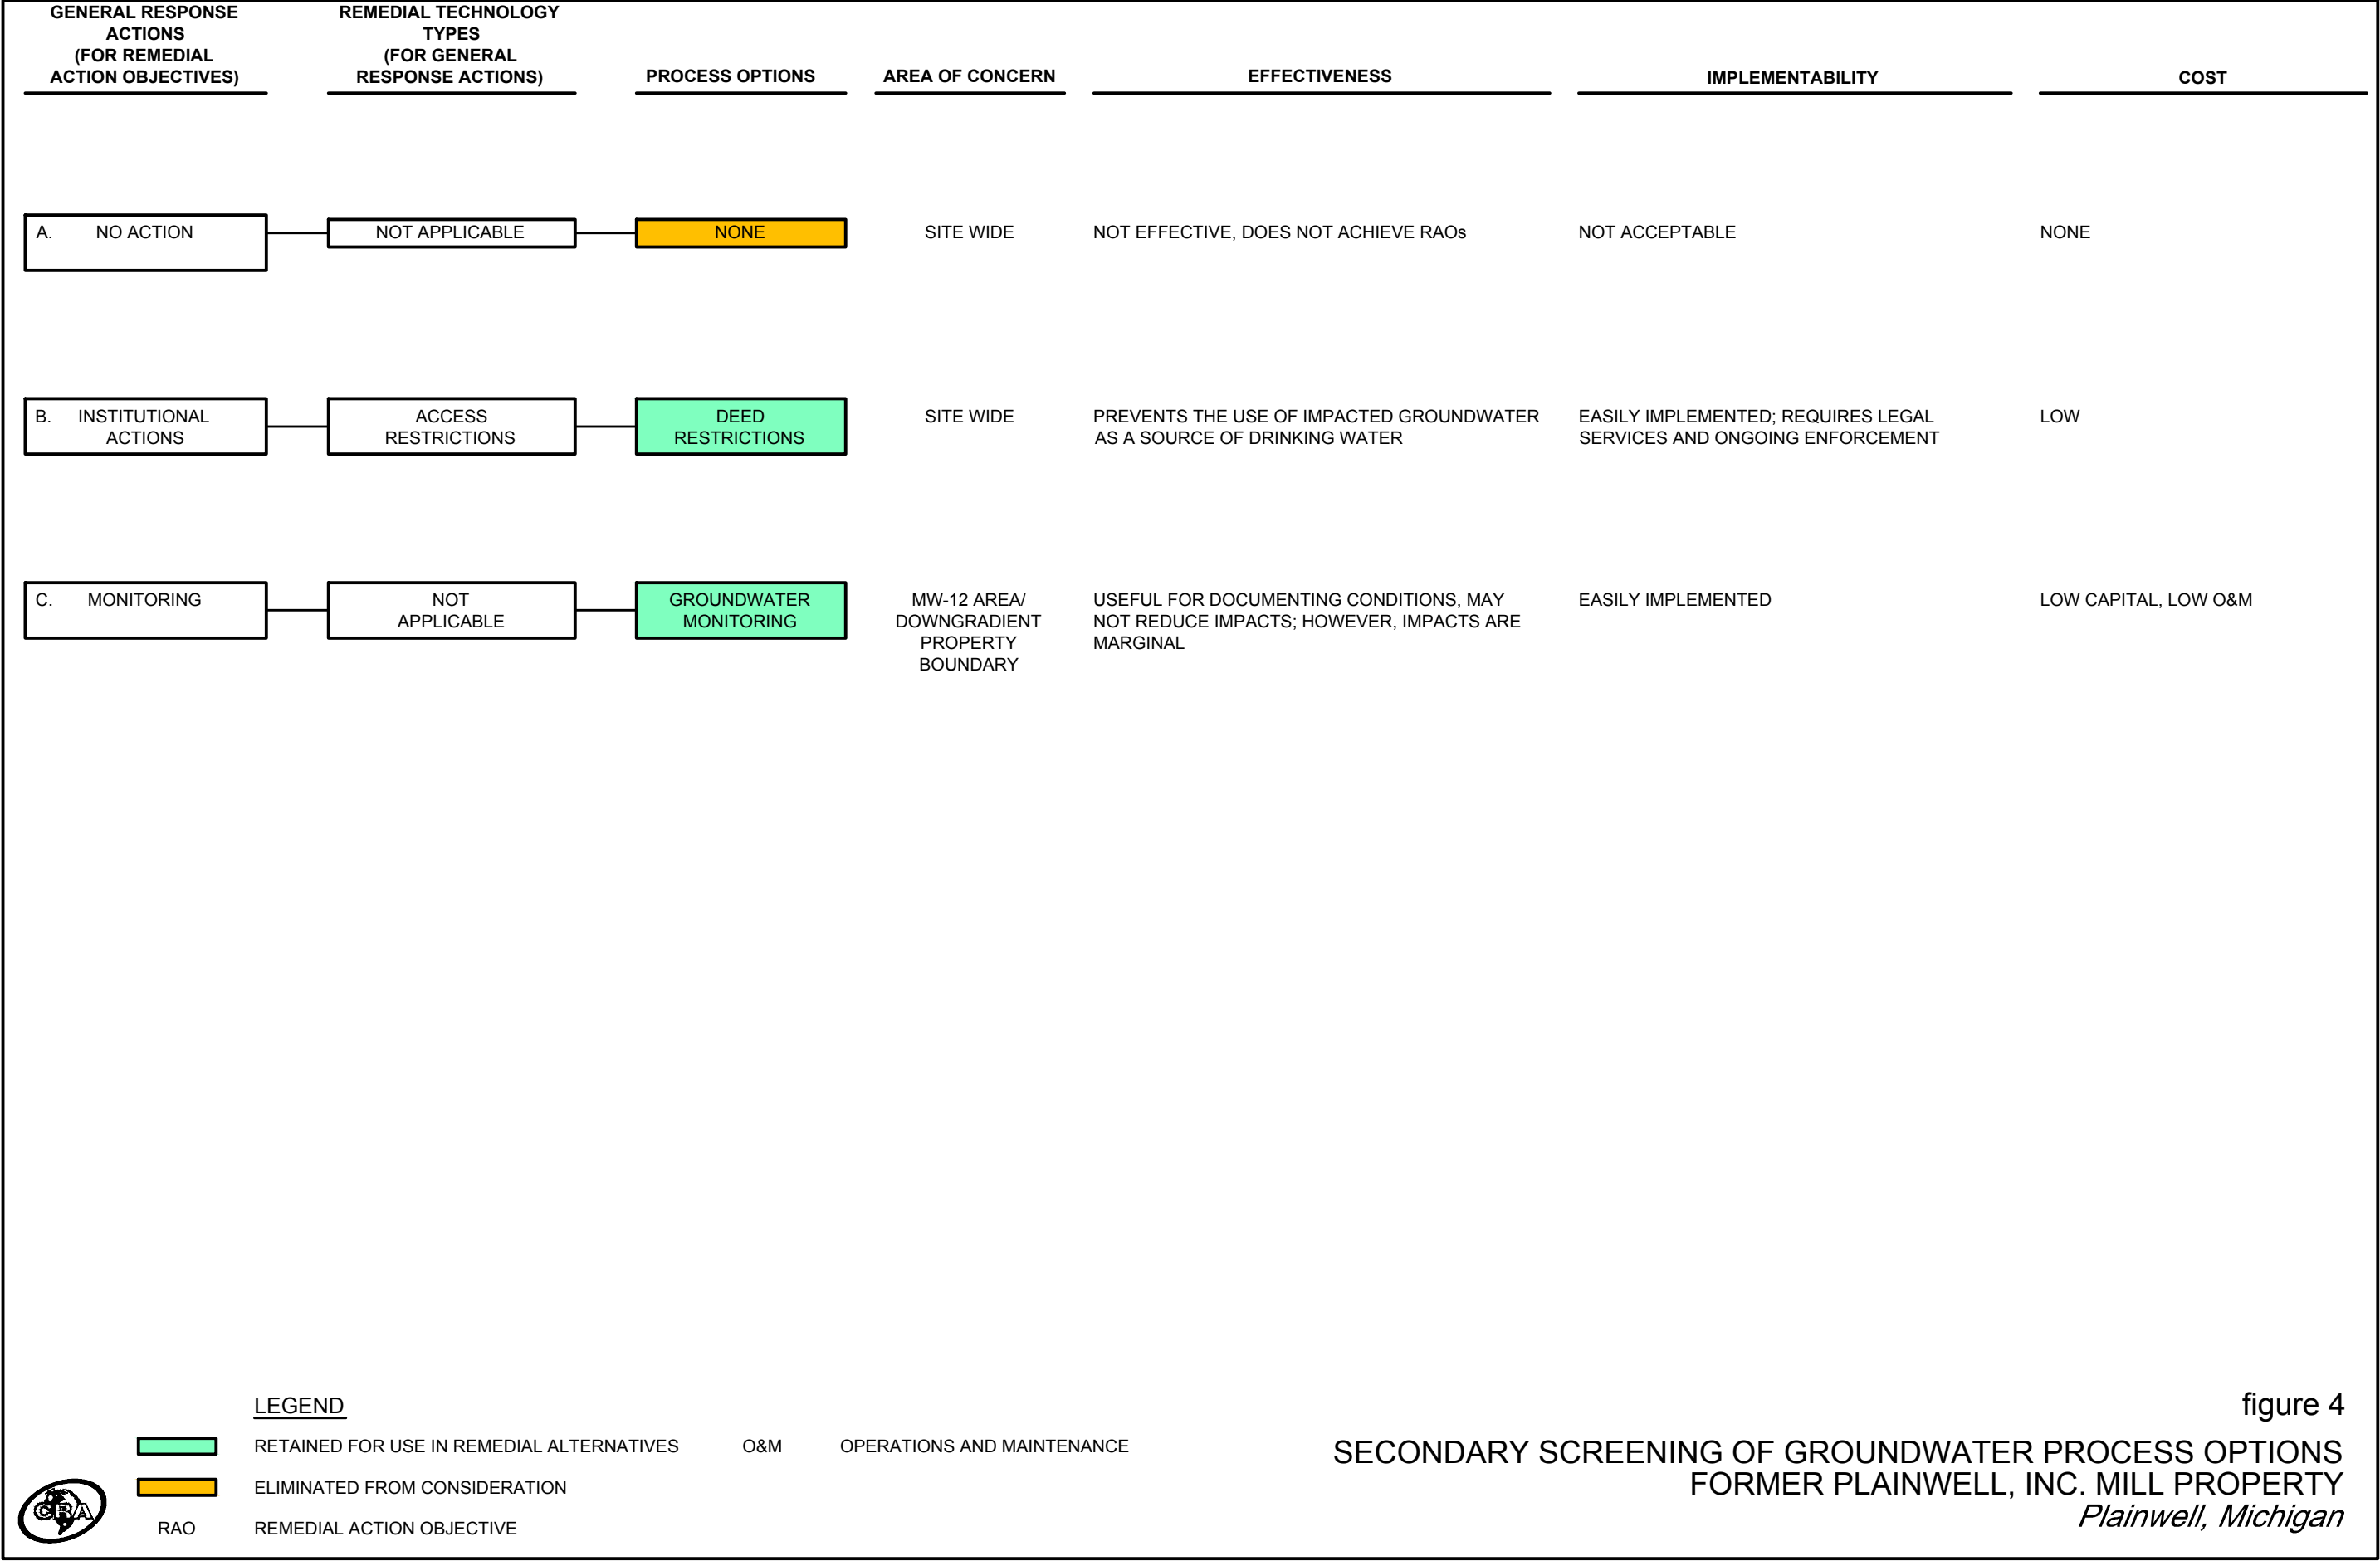 GENERAL RESPONSE
ACTIONS
(FOR REMEDIAL
ACTION OBJECTIVES)
REMEDIAL TECHNOLOGY
TYPES
(FOR GENERAL
RESPONSE ACTIONS)
PROCESS OPTIONS
AREA OF CONCERN
EFFECTIVENESS
IMPLEMENTABILITY
COST
A. NO ACTION
NOT APPLICABLE
NONE
SITE WIDE
NOT EFFECTIVE, DOES NOT ACHIEVE RAOs
NOT ACCEPTABLE
NONE
B. INSTITUTIONAL
ACTIONS
ACCESS
RESTRICTIONS
DEED
RESTRICTIONS
SITE WIDE
PREVENTS THE USE OF IMPACTED GROUNDWATER
AS A SOURCE OF DRINKING WATER
EASILY IMPLEMENTED; REQUIRES LEGAL
SERVICES AND ONGOING ENFORCEMENT
LOW
C. MONITORING
NOT
APPLICABLE
GROUNDWATER
MONITORING
MW-12 AREA/
DOWNGRADIENT
PROPERTY
BOUNDARY
USEFUL FOR DOCUMENTING CONDITIONS, MAY
NOT REDUCE IMPACTS; HOWEVER, IMPACTS ARE
MARGINAL
EASILY IMPLEMENTED
LOW CAPITAL, LOW O&M
LEGEND
RETAINED FOR USE IN REMEDIAL ALTERNATIVES
O&M OPERATIONS AND MAINTENANCE
ELIMINATED FROM CONSIDERATION
RAO REMEDIAL ACTION OBJECTIVE
CRA
figure 4
SECONDARY SCREENING OF GROUNDWATER PROCESS OPTIONS
FORMER PLAINWELL, INC. MILL PROPERTY
Plainwell, Michigan